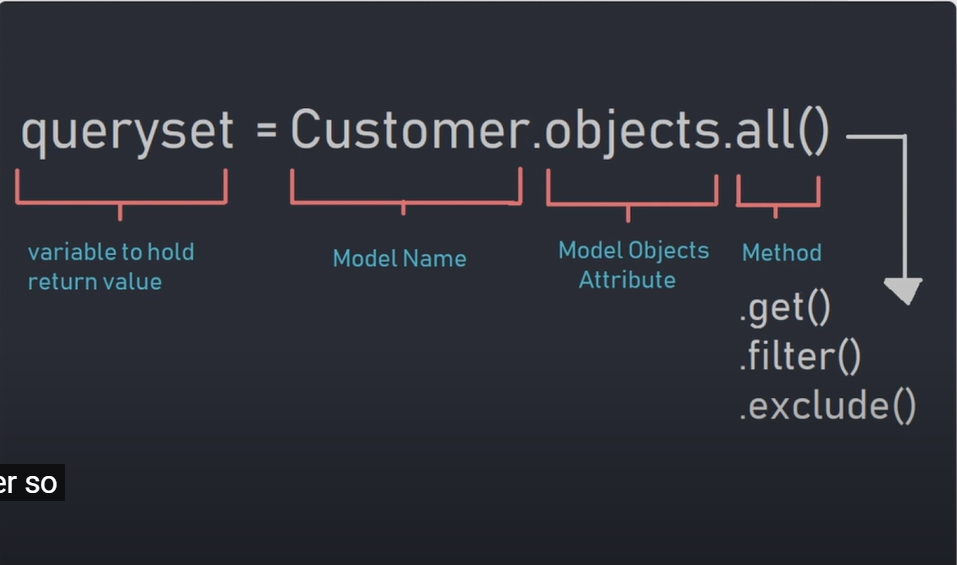 queryset = Customer.objects.all()
variable to hold
return value
Model Name
Model Objects
Attribute
Method
.get()
.filter()
.exclude()
er so